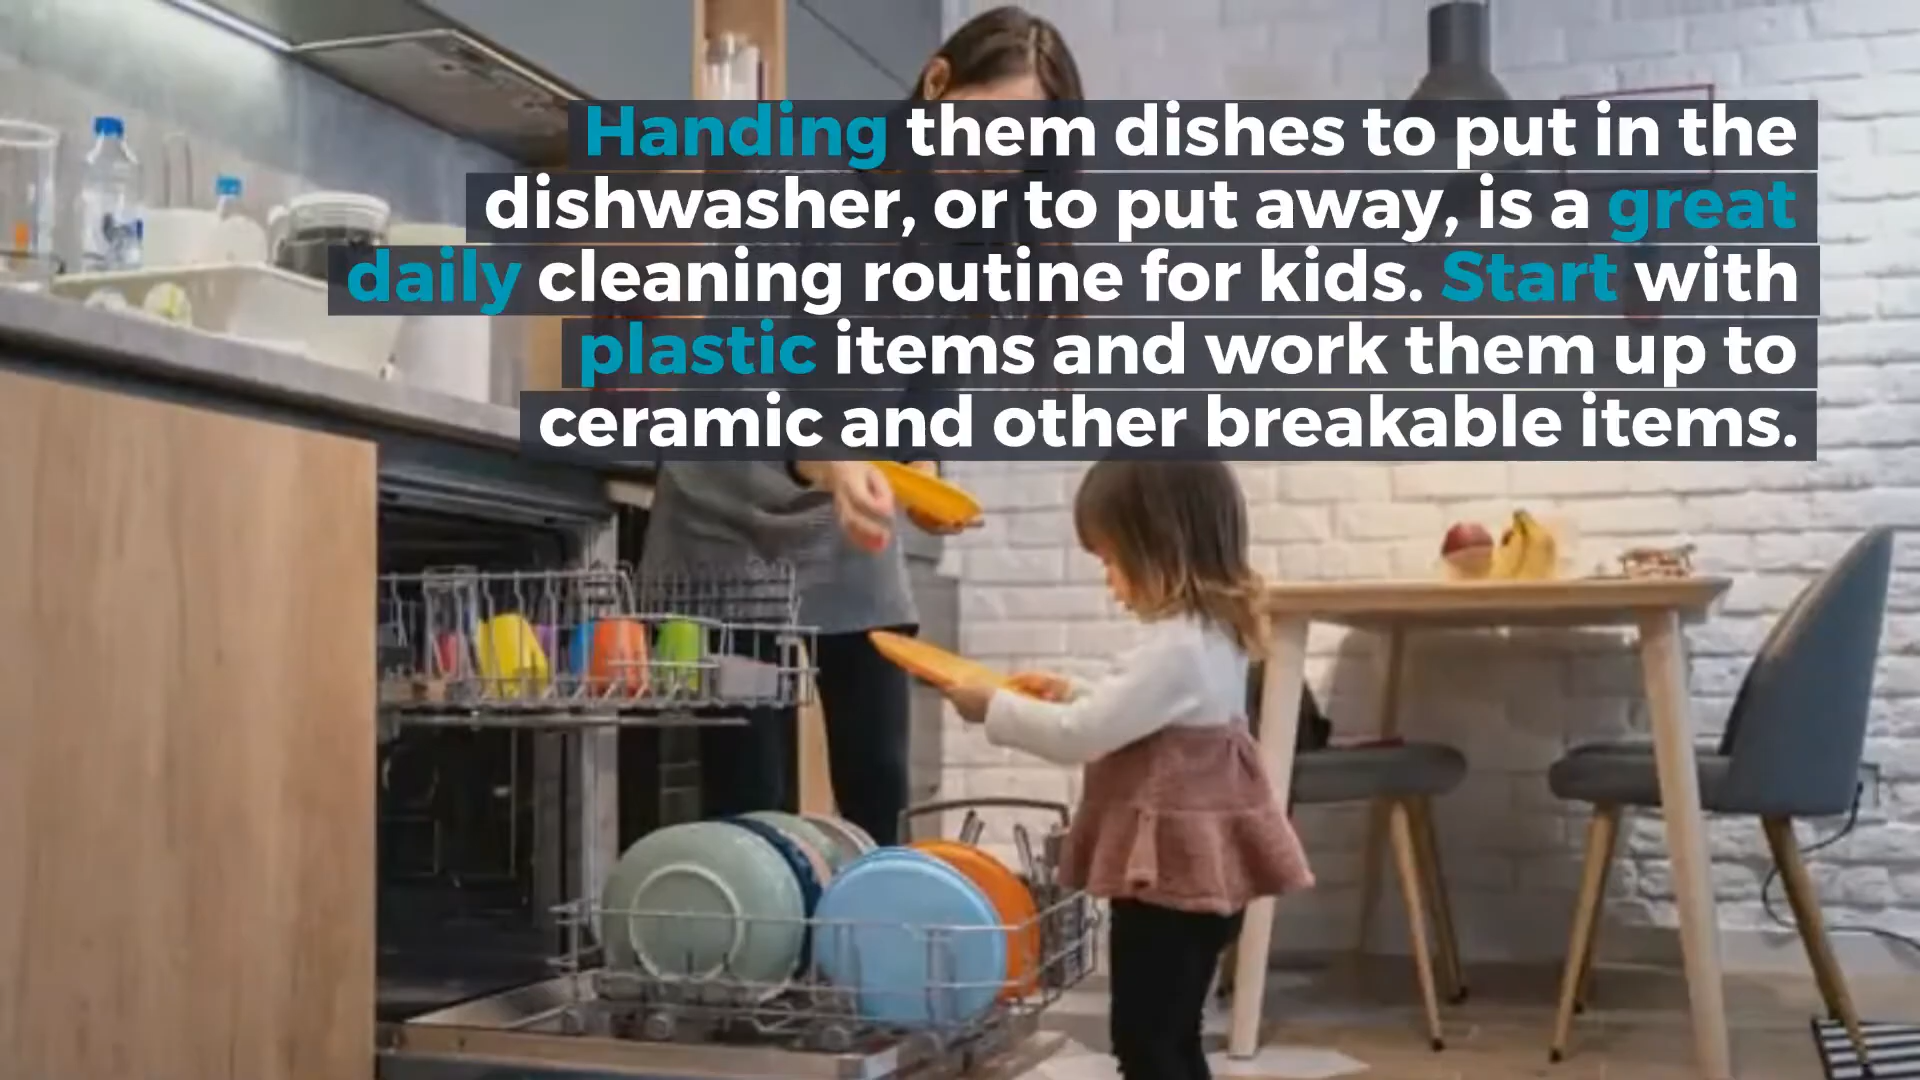 Handing them dishes to put in the
dishwasher, or to put away, is a great
daily cleaning routine for kids. Start with
plastic items and work them up to
ceramic and other breakable items.